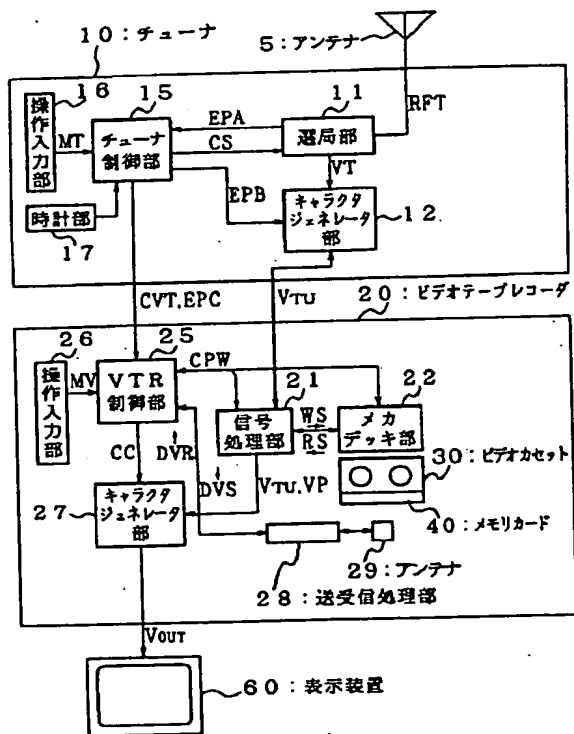 10:チューナ
5:アンテナ
16
操作入力部
MT
15
チューナ
制御部
EPA
CS
11
選局部
RFT
VT
EPB
時計部
17
キャラクタ
ジェネレータ
部
12
CVT,EPC
VTU
20:ビデオテープレコーダ
26
操作入力部
MV
25
VTR
制御部
CPW
21
信号
処理部
WS
RS
22
メカ
デッキ部
CC
DVR
DVS
VTU,VP
30:ビデオカセット
40:メモリカード
キャラクタ
ジェネレータ
部
27
29:アンテナ
28:送受信処理部
VOUT
60:表示装置